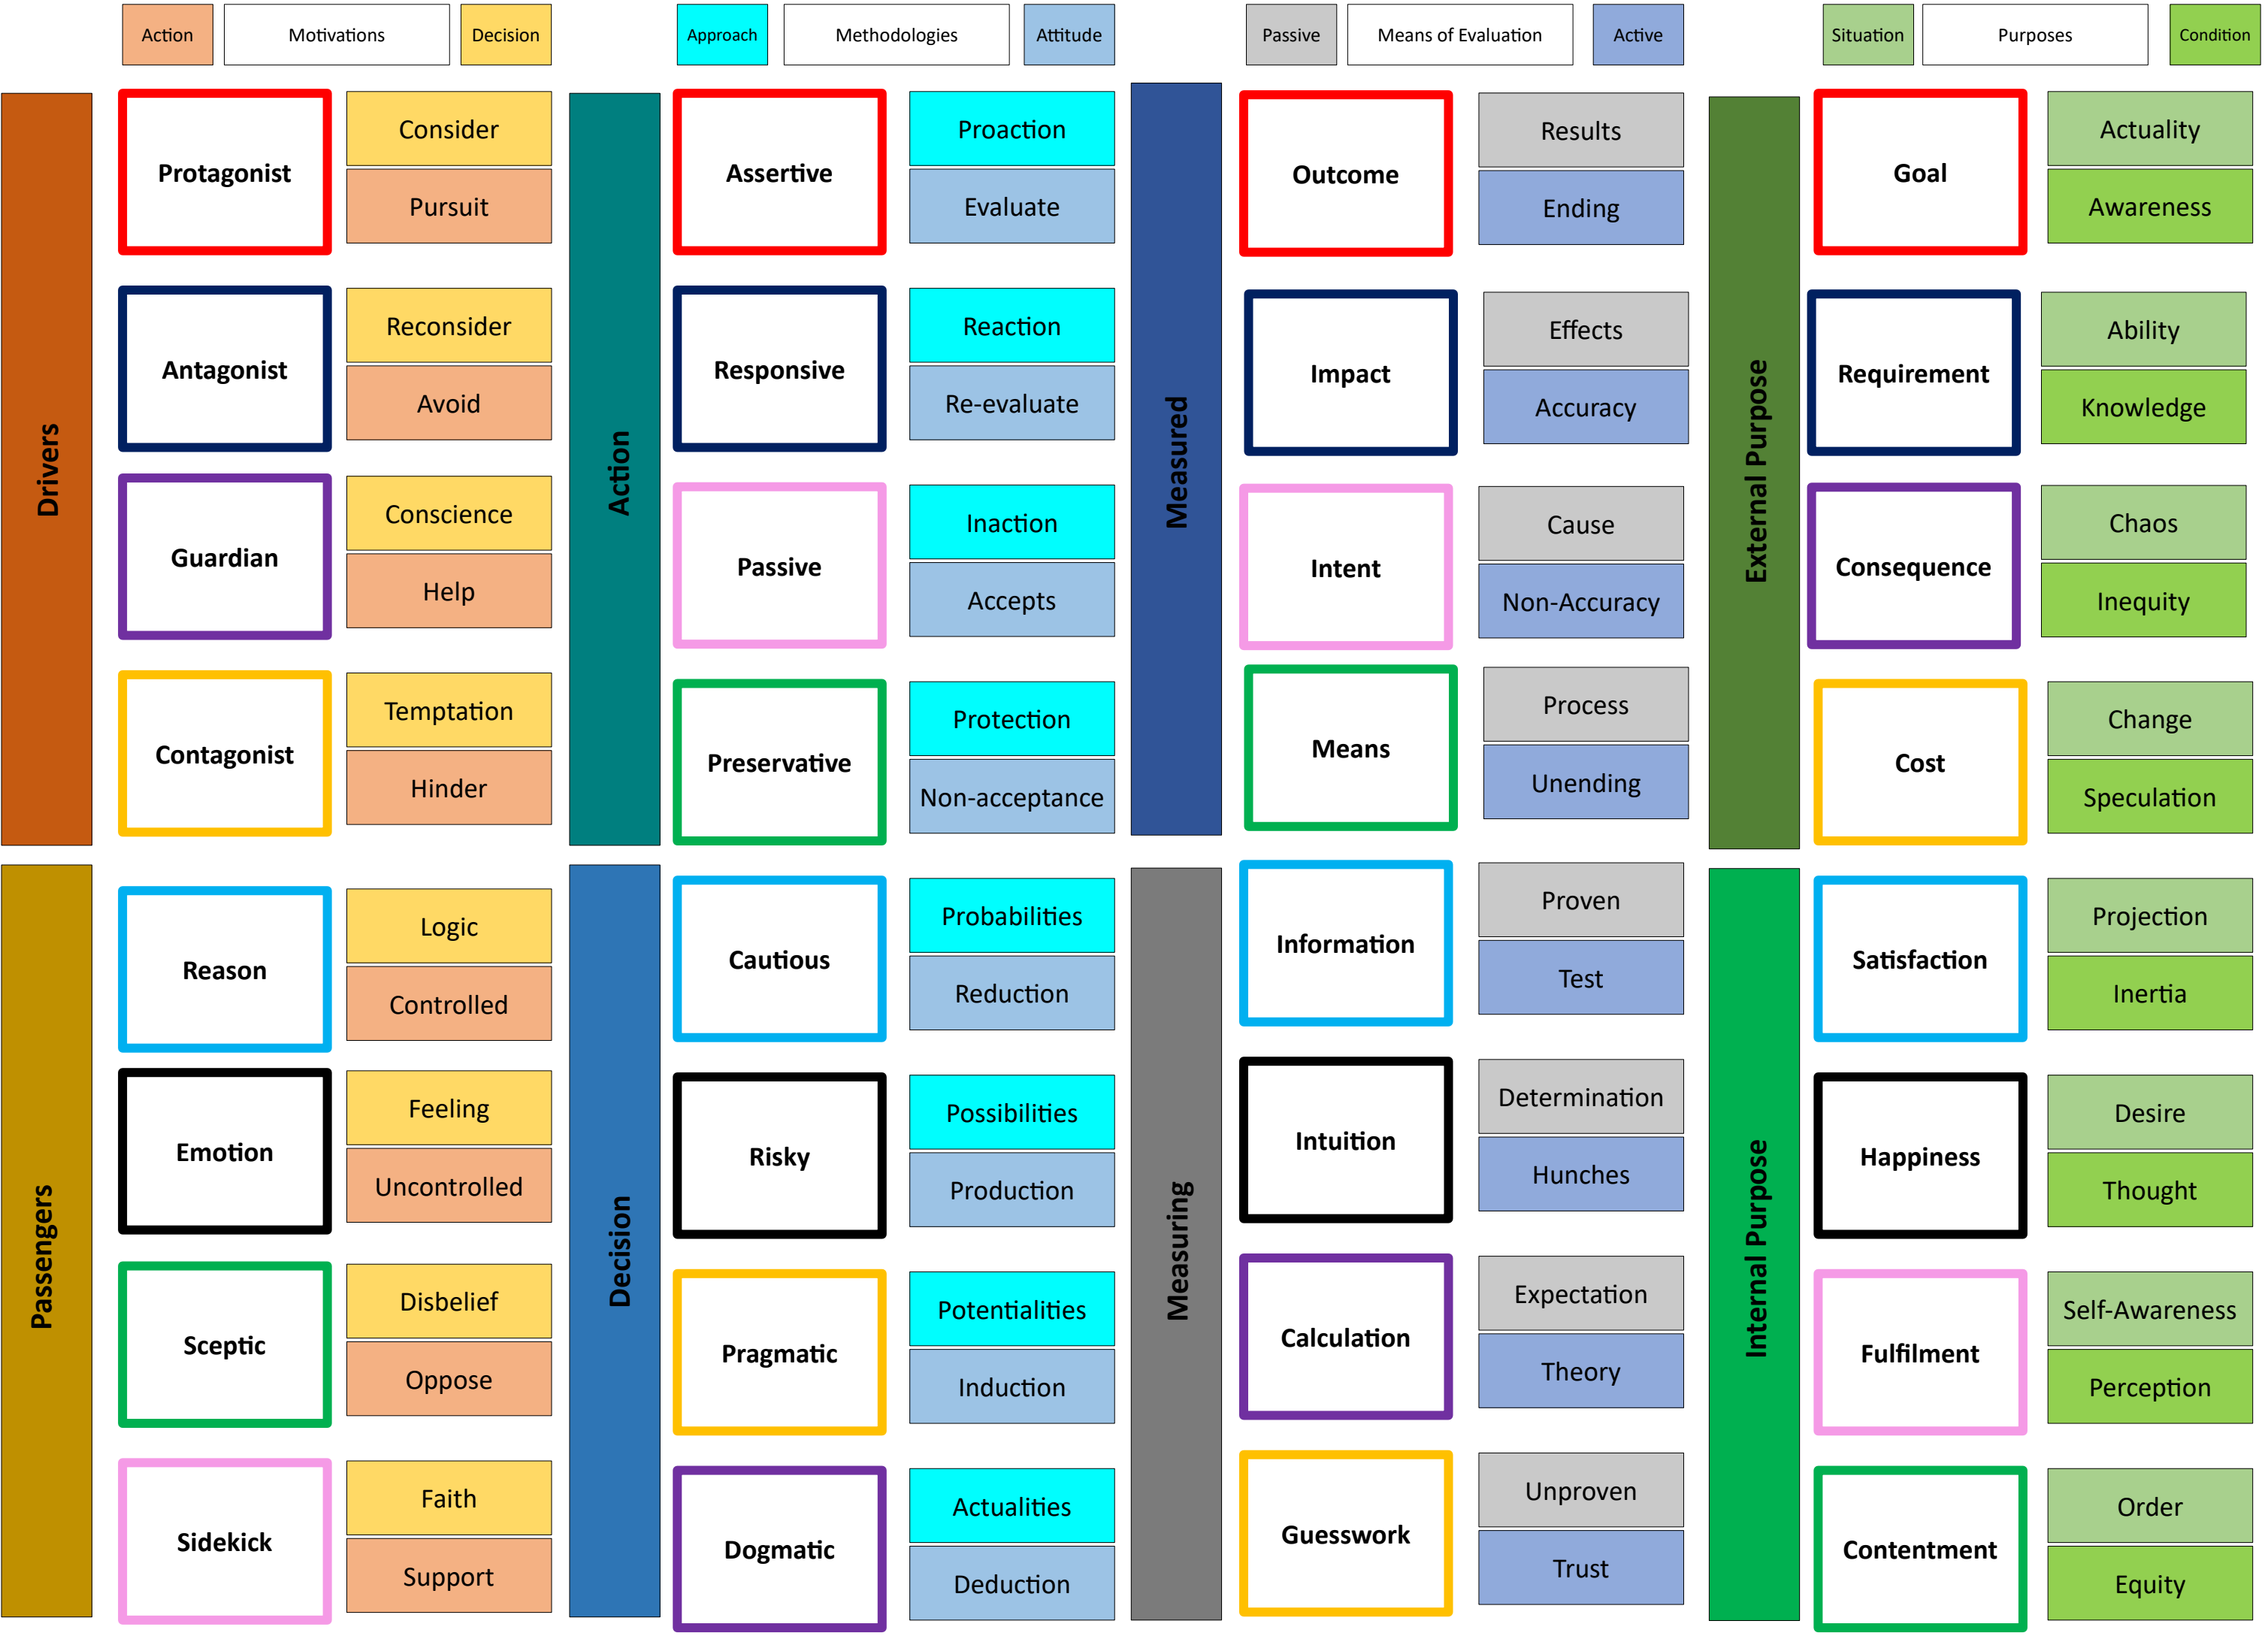 Action
Motivations
Decision
Approach
Methodologies
Attitude
Passive
Means of Evaluation
Active
Situation
Purposes
Condition
Drivers
Protagonist
Consider
Pursuit
Antagonist
Reconsider
Avoid
Guardian
Conscience
Help
Contagonist
Temptation
Hinder
Passengers
Reason
Logic
Controlled
Emotion
Feeling
Uncontrolled
Sceptic
Disbelief
Oppose
Sidekick
Faith
Support
Action
Assertive
Proaction
Evaluate
Responsive
Reaction
Re-evaluate
Passive
Inaction
Accepts
Preservative
Protection
Non-acceptance
Decision
Cautious
Probabilities
Reduction
Risky
Possibilities
Production
Pragmatic
Potentialities
Induction
Dogmatic
Actualities
Deduction
Measured
Outcome
Results
Ending
Impact
Effects
Accuracy
Intent
Cause
Non-Accuracy
Means
Process
Unending
Measuring
Information
Proven
Test
Intuition
Determination
Hunches
Calculation
Expectation
Theory
Guesswork
Unproven
Trust
External Purpose
Goal
Actuality
Awareness
Requirement
Ability
Knowledge
Consequence
Chaos
Inequity
Cost
Change
Speculation
Internal Purpose
Satisfaction
Projection
Inertia
Happiness
Desire
Thought
Fulfilment
Self-Awareness
Perception
Contentment
Order
Equity